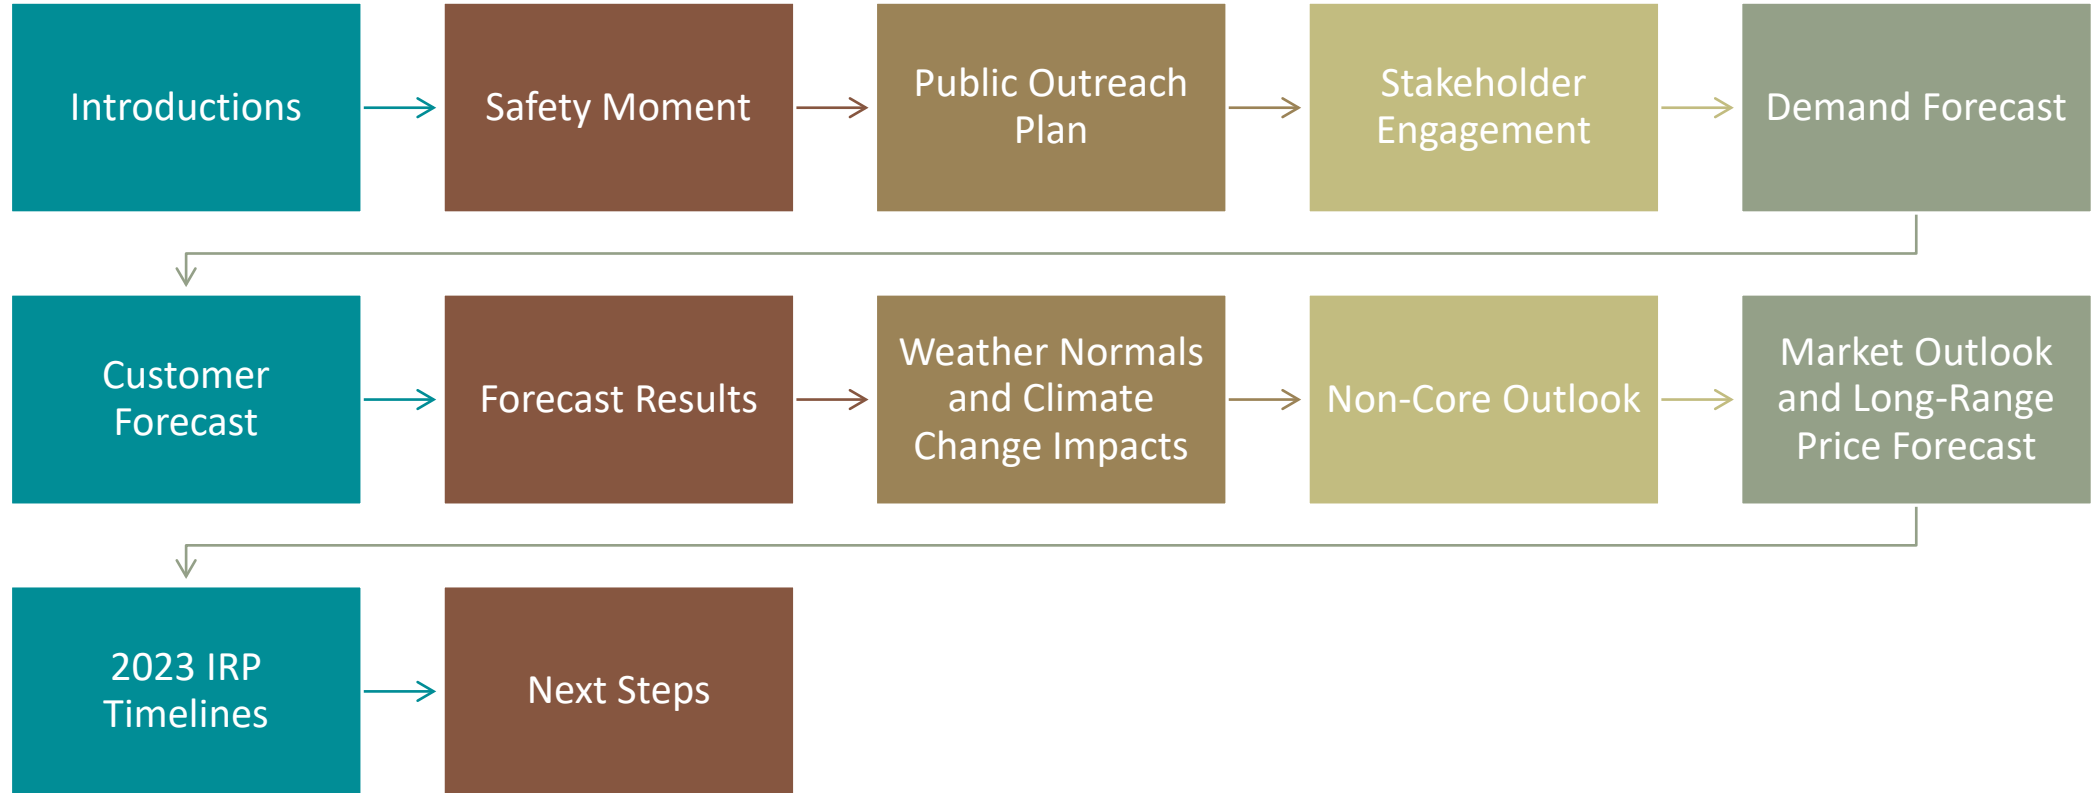 Introductions
Safety Moment
Public Outreach
Plan
Stakeholder
Engagement
Demand Forecast
Customer
Forecast
Forecast Results
Weather Normals
and Climate
Change Impacts
Non-Core Outlook
Market Outlook
and Long-Range
Price Forecast
2023 IRP
Timelines
Next Steps